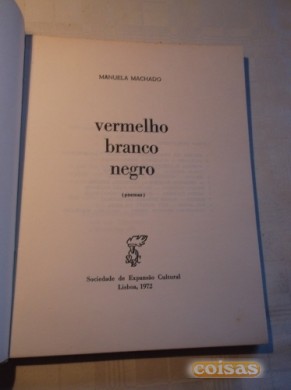 MANUELA MACHADO
vermelho
branco
negro
(poemas)
Sociedade de Expansão Cultural
Lisboa, 1972
coisas